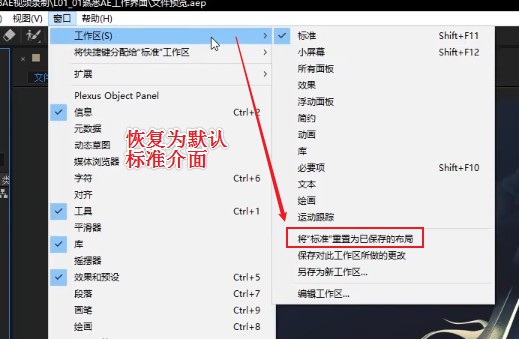 BAE视频录制\L01_01熟悉AE工作界面\文件预览.aep
视图(V) 窗口 帮助(H)
工作区(S)
将快捷键分配给"标准"工作区
扩展
Plexus Object Panel
信息 Ctrl+2
元数据
动态草图
媒体浏览器
字符 Ctrl+6
对齐
工具 Ctrl+1
平滑器
库
摇摆器
效果和预设 Ctrl+5
段落 Ctrl+7
画笔 Ctrl+9
绘画 Ctrl+8
恢复为默认
标准介面
标准 Shift+F11
小屏幕 Shift+F12
所有面板
效果
浮动面板
简约
动画
库
必要项 Shift+F10
文本
绘画
运动跟踪
将"标准"重置为已保存的布局
保存对此工作区所做的更改
另存为新工作区...
编辑工作区...
文件
类